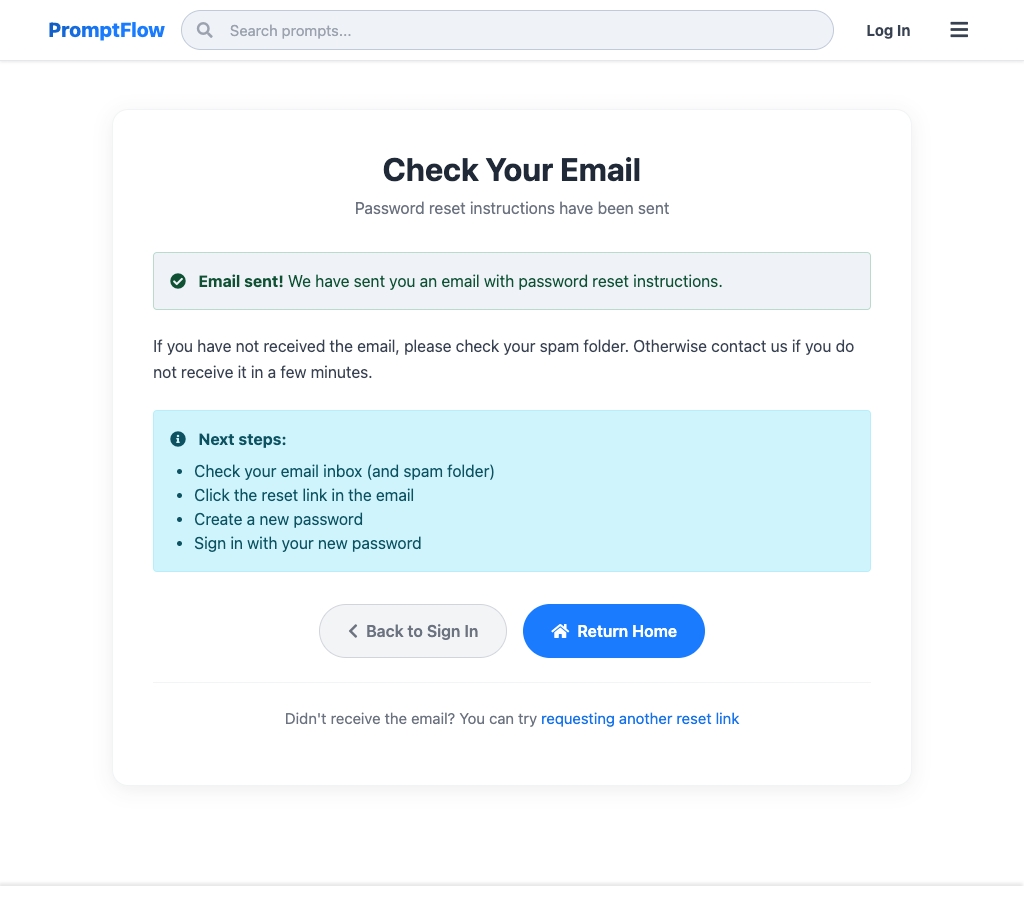 PromptFlow
Search prompts...
Log In
Check Your Email
Password reset instructions have been sent
Email sent! We have sent you an email with password reset instructions.
If you have not received the email, please check your spam folder. Otherwise contact us if you do
not receive it in a few minutes.
Next steps:
• Check your email inbox (and spam folder)
• Click the reset link in the email
• Create a new password
• Sign in with your new password
Back to Sign In
Return Home
Didn't receive the email? You can try requesting another reset link